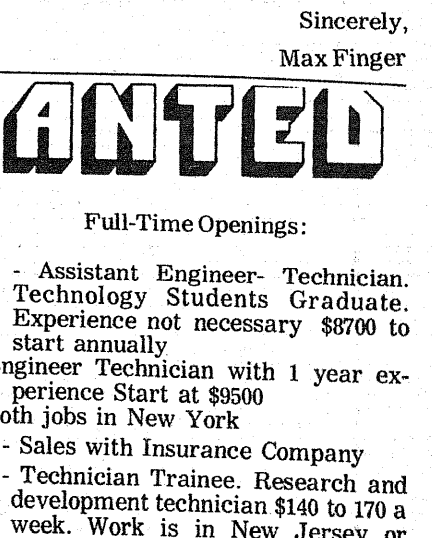 Sincerely,
Max Finger
ANTED
Full-Time Openings:
- Assistant Engineer- Technician.
Technology Students Graduate.
Experience not necessary $8700 to
start annually
ngineer Technician with 1 year ex-
perience Start at $9500
oth jobs in New York
- Sales with Insurance Company
- Technician Trainee. Research and
development technician $140 to 170 a
week. Work is in New Jersey or